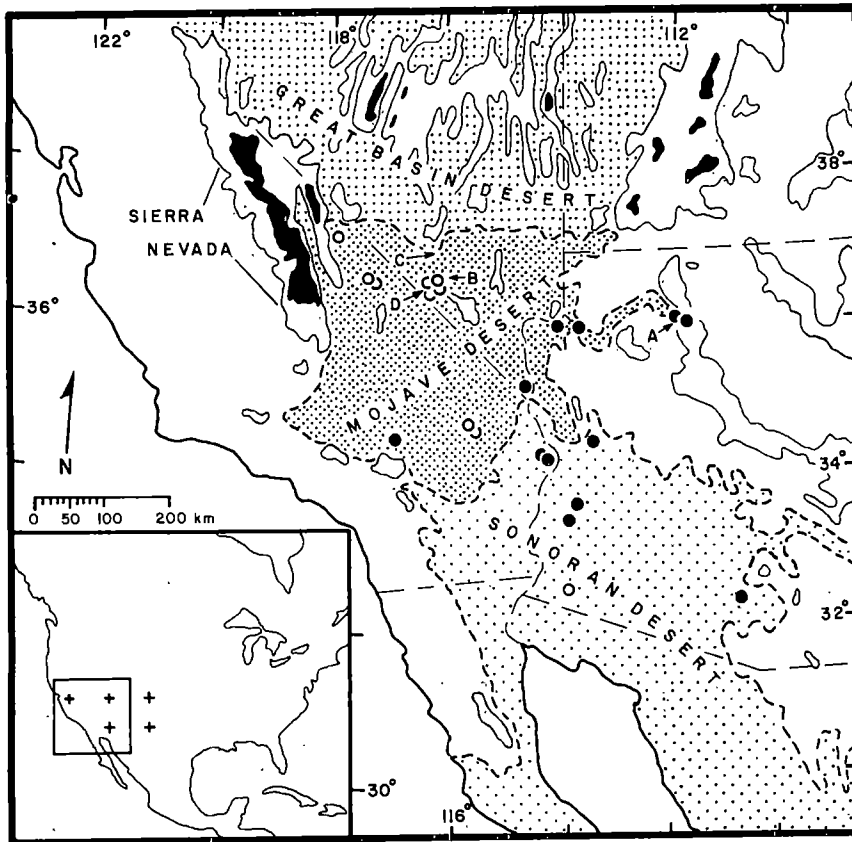 122°
118°
112°
GREAT BASIN DESERT
38°
SIERRA
NEVADA
C
B
D
36°
A
MOJAVE DESERT
N
34°
0 50 100 200 km
SONORAN DESERT
32°
30°
116°